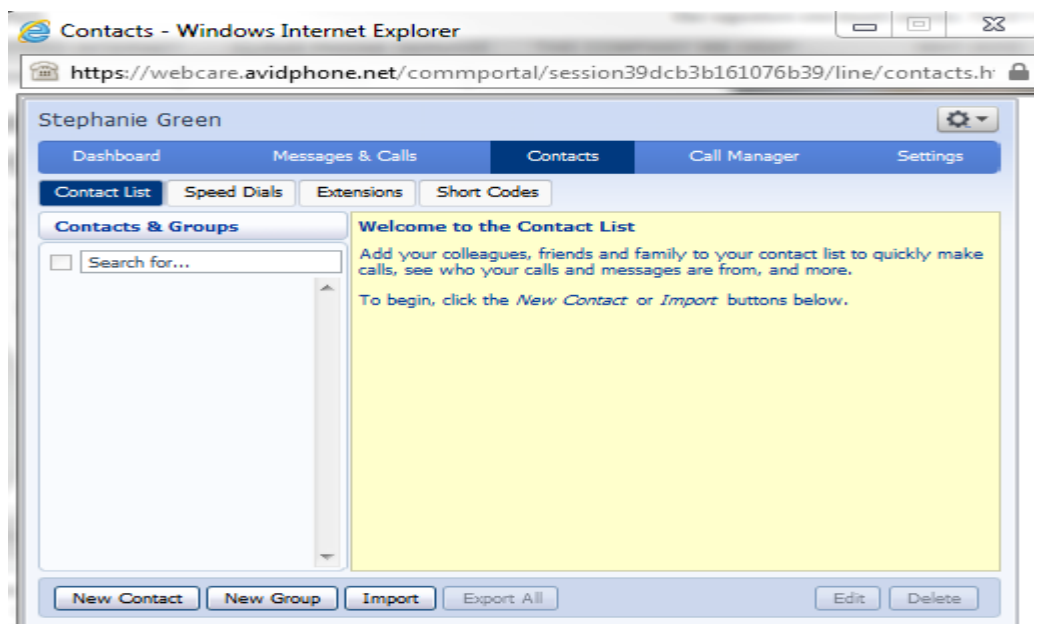 Contacts - Windows Internet Explorer
https://webcare.avidphone.net/commportal/session39dcb3b161076b39/line/contacts.h
Stephanie Green
Dashboard Messages & Calls Contacts Call Manager Settings
Contact List Speed Dials Extensions Short Codes
Contacts & Groups
Search for...
Welcome to the Contact List
Add your colleagues, friends and family to your contact list to quickly make
calls, see who your calls and messages are from, and more.
To begin, click the New Contact or Import buttons below.
New Contact New Group Import Export All Edit Delete